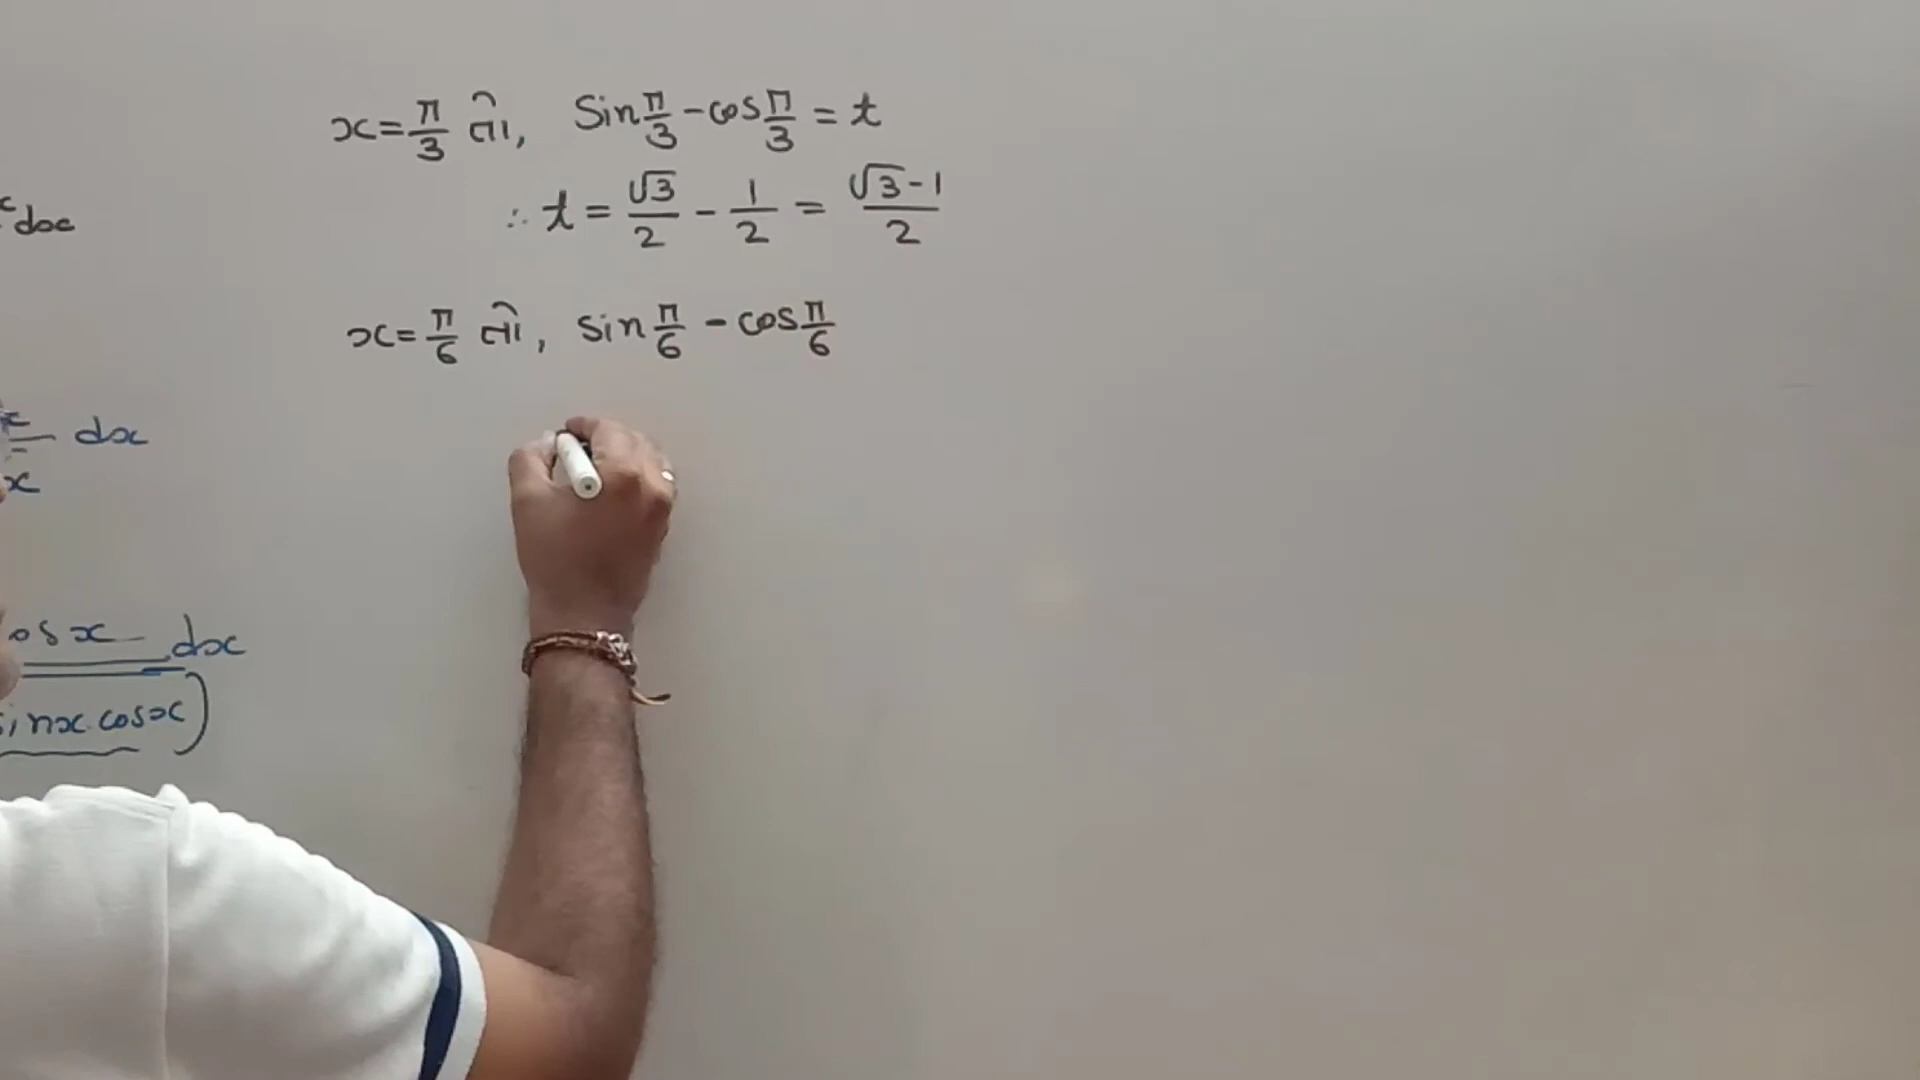 x = π/3 તો, Sin π/3 - cos π/3 = t
∴ t = √3/2 - 1/2 = (√3 - 1)/2
x = π/6 તો, sin π/6 - cos π/6
dx
dx
x
cosx dx
sinx.cosx)